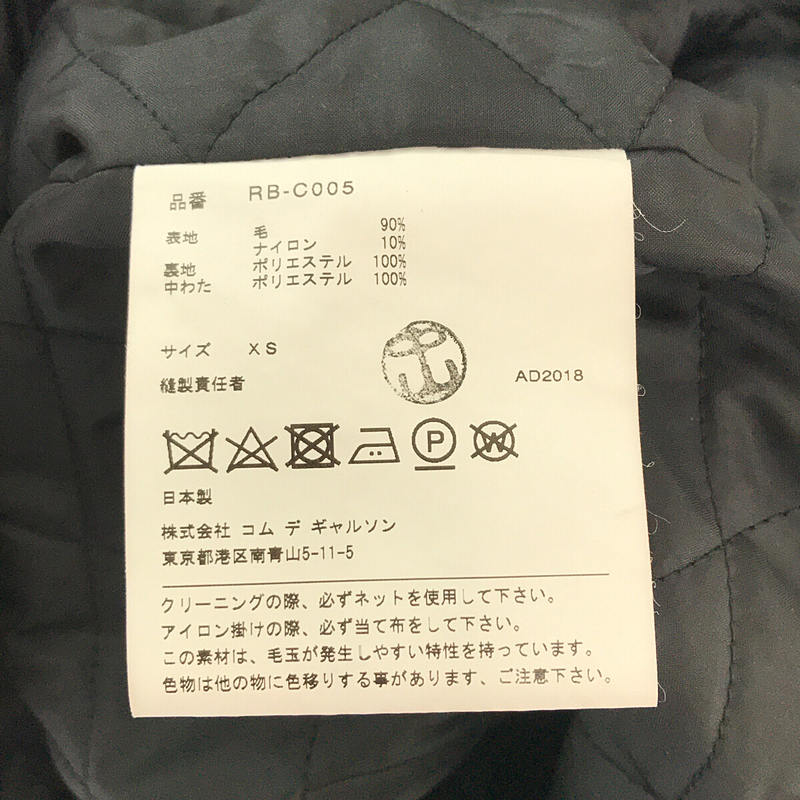 品番 RB-C005
表地 毛 90%
ナイロン 10%
裏地 ポリエステル 100%
中わた ポリエステル 100%
サイズ XS
縫製責任者
AD2018
P
W
日本製
株式会社 コム デ ギャルソン
東京都港区南青山5-11-5
クリーニングの際、必ずネットを使用して下さい。
アイロン掛けの際、必ず当て布をして下さい。
この素材は、毛玉が発生しやすい特性を持っています。
色物は他の物に色移りする事があります、ご注意下さい。